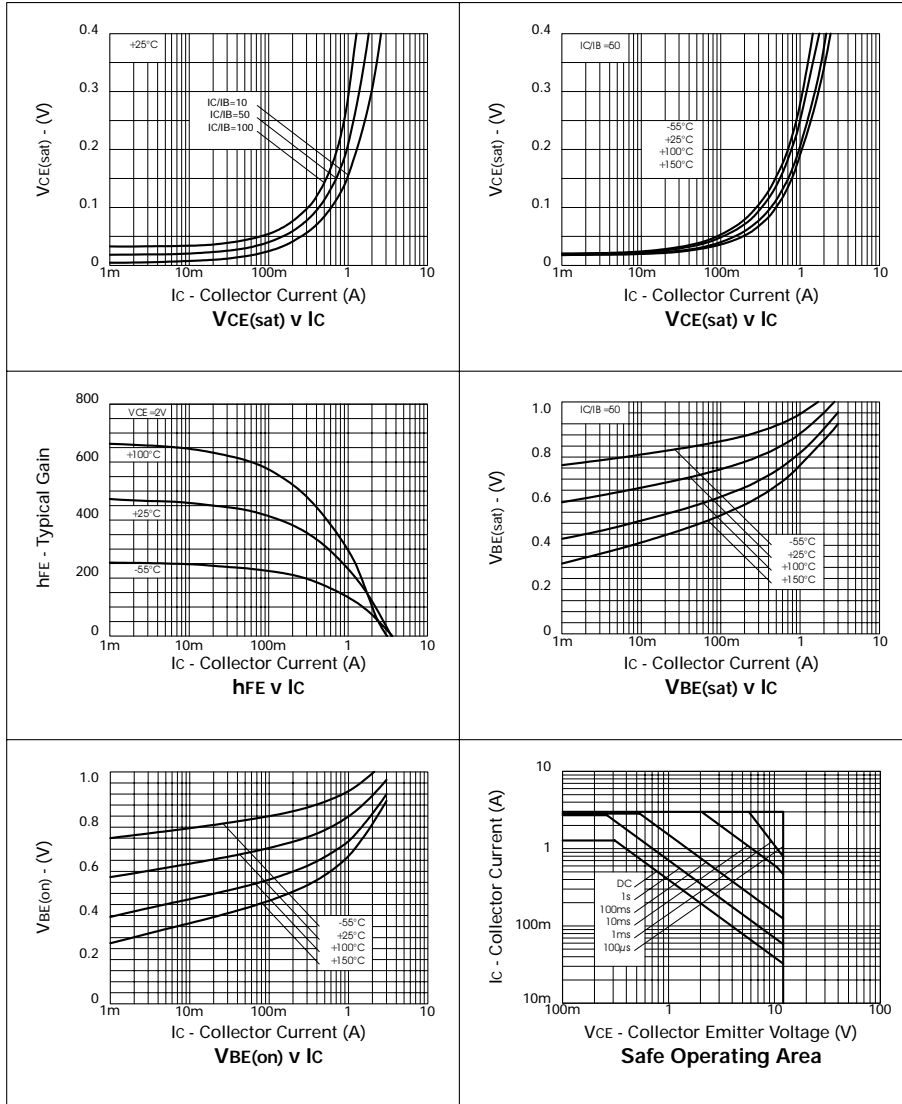 0.4
0.3
0.2
0.1
0
VCE(sat) - (V)
+25°C
IC/IB=10
IC/IB=50
IC/IB=100
1m 10m 100m 1 10
IC - Collector Current (A)
VCE(sat) v IC
0.4
0.3
0.2
0.1
0
VCE(sat) - (V)
IC/IB=50
-55°C
+25°C
+100°C
+150°C
1m 10m 100m 1 10
IC - Collector Current (A)
VCE(sat) v IC
800
600
400
200
0
hFE - Typical Gain
VCE=2V
+100°C
+25°C
-55°C
1m 10m 100m 1 10
IC - Collector Current (A)
hFE v IC
1.0
0.8
0.6
0.4
0.2
0
VBE(sat) - (V)
IC/IB=50
-55°C
+25°C
+100°C
+150°C
1m 10m 100m 1 10
IC - Collector Current (A)
VBE(sat) v IC
1.0
0.8
0.6
0.4
0.2
0
VBE(on) - (V)
-55°C
+25°C
+100°C
+150°C
1m 10m 100m 1 10
IC - Collector Current (A)
VBE(on) v IC
10
1
100m
10m
IC - Collector Current (A)
DC
1s
100ms
10ms
1ms
100µs
100m 1 10 100
VCE - Collector Emitter Voltage (V)
Safe Operating Area